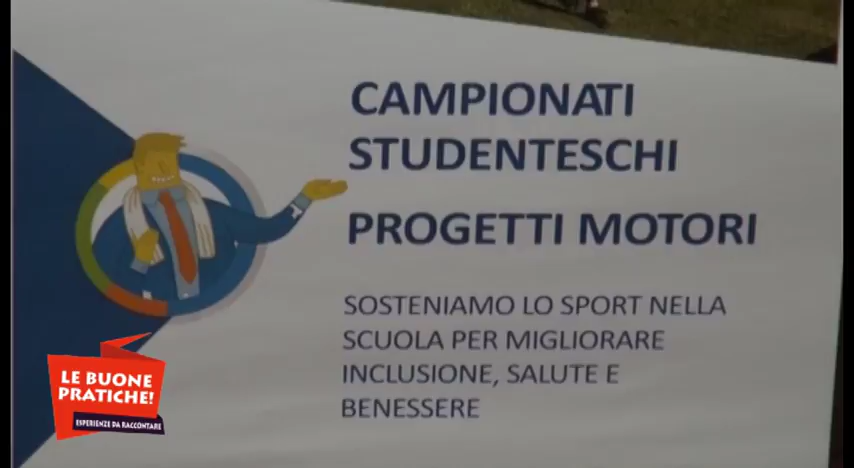 CAMPIONATI
STUDENTESCHI
PROGETTI MOTORI
SOSTENIAMO LO SPORT NELLA
SCUOLA PER MIGLIORARE
INCLUSIONE, SALUTE E
BENESSERE
LE BUONE
PRATICHE!
ESPERIENZE DA RACCONTARE